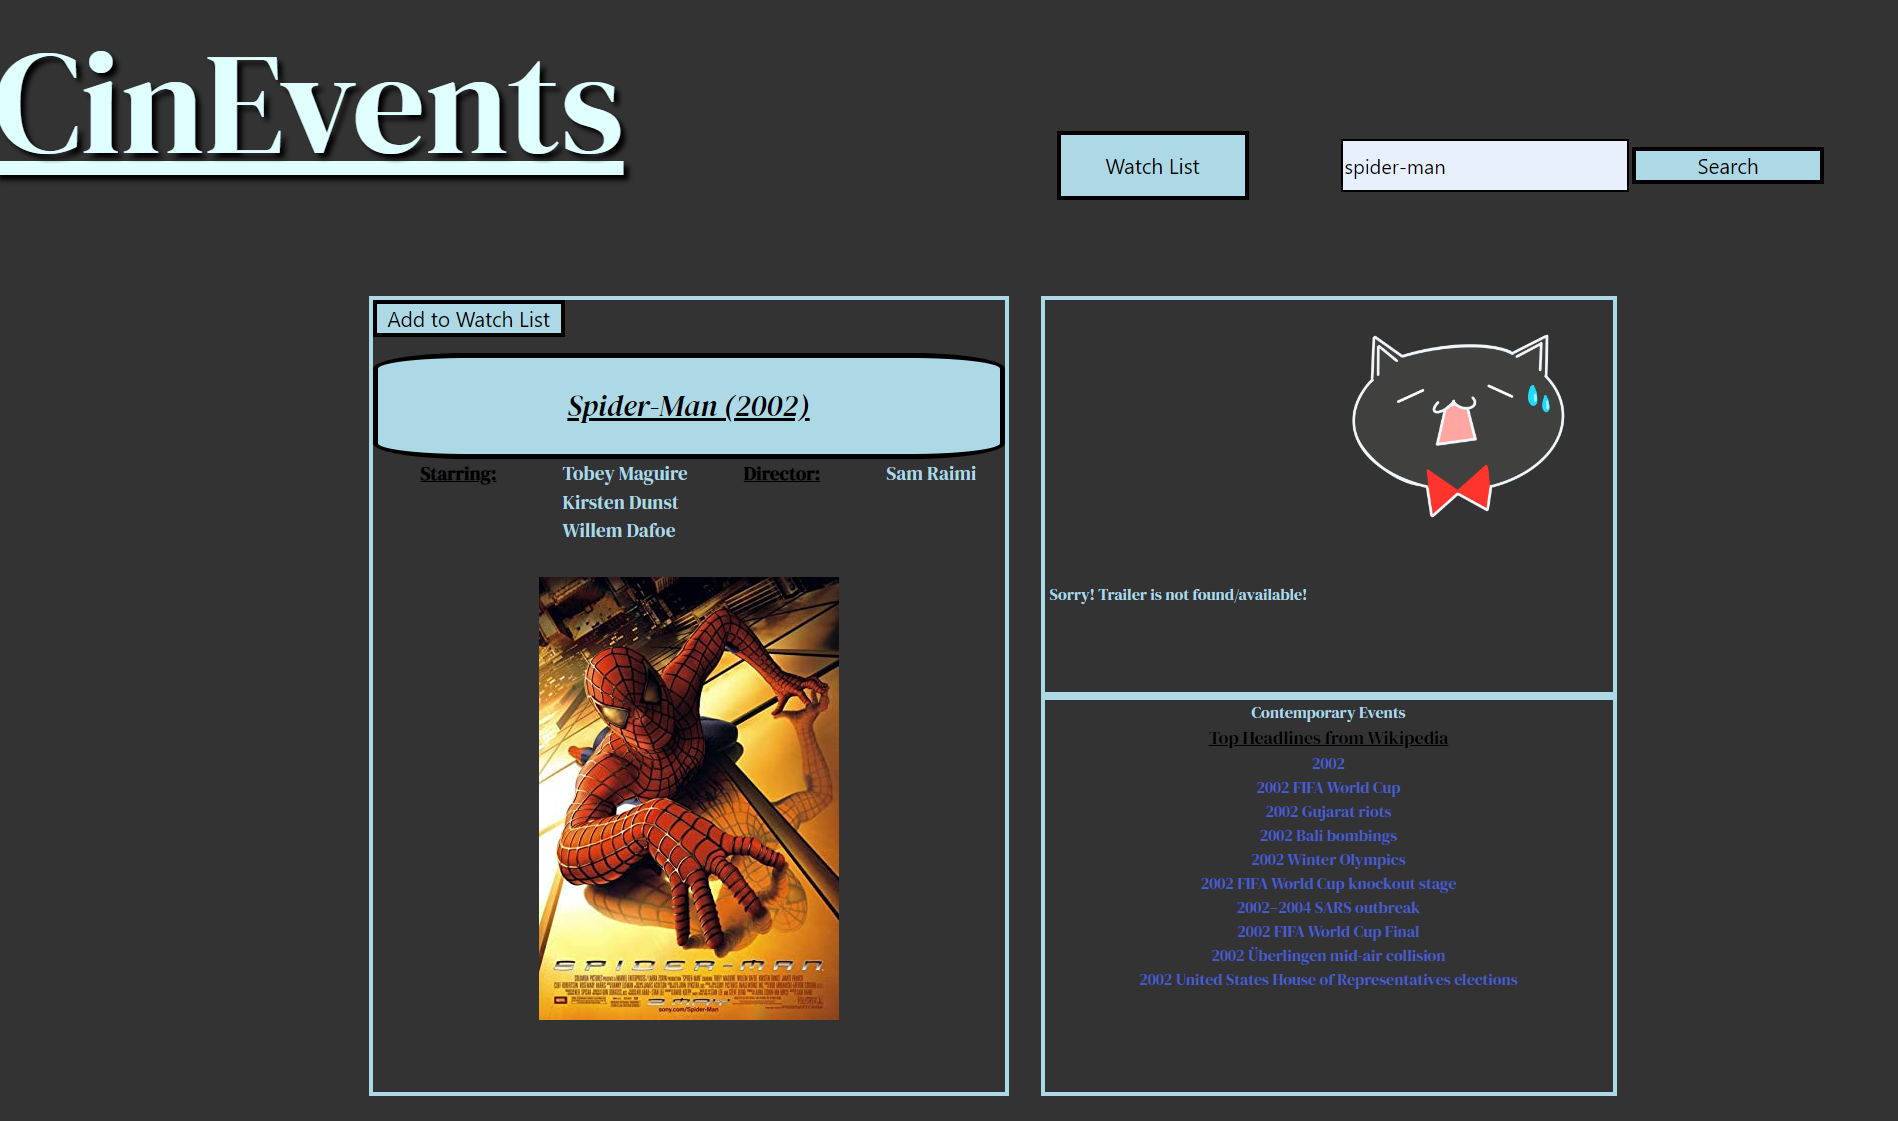 CinEvents
Watch List
spider-man
Search
Add to Watch List
Spider-Man (2002)
Starring:
Tobey Maguire
Kirsten Dunst
Willem Dafoe
Director:
Sam Raimi
SPIDER-MAN
sony.com/Spider-Man
Sorry! Trailer is not found/available!
Contemporary Events
Top Headlines from Wikipedia
2002
2002 FIFA World Cup
2002 Gujarat riots
2002 Bali bombings
2002 Winter Olympics
2002 FIFA World Cup knockout stage
2002–2004 SARS outbreak
2002 FIFA World Cup Final
2002 Überlingen mid-air collision
2002 United States House of Representatives elections